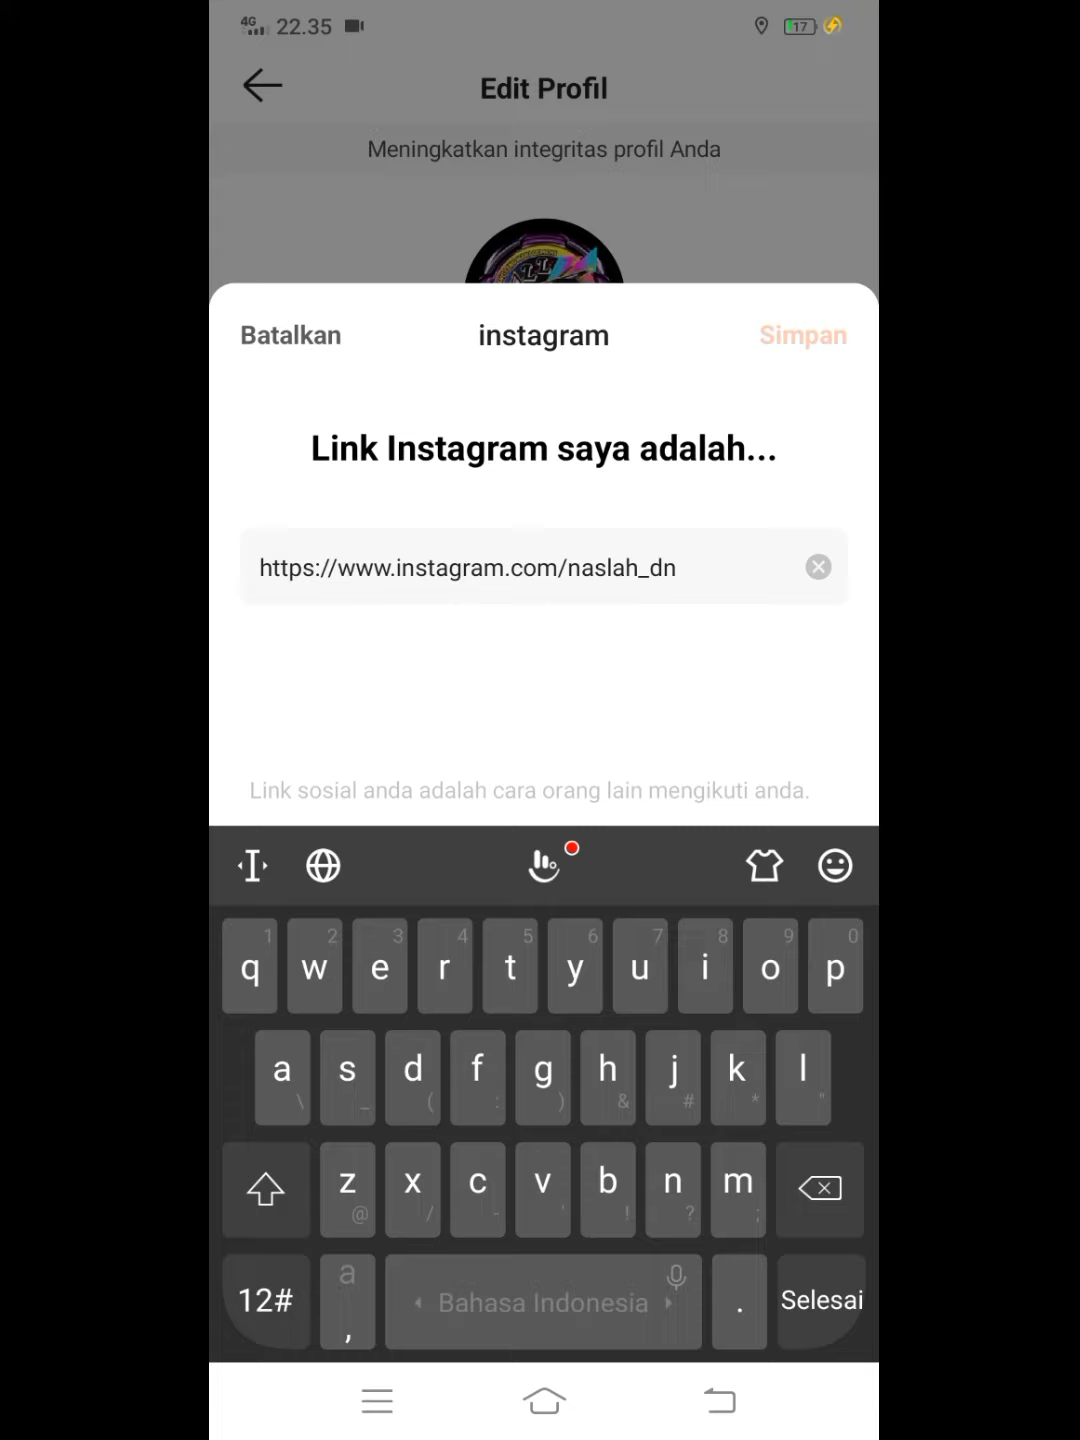 4G 22.35 17
Edit Profil
Meningkatkan integritas profil Anda
Batalkan instagram Simpan
Link Instagram saya adalah...
https://www.instagram.com/naslah_dn
Link sosial anda adalah cara orang lain mengikuti anda.
1 2 3 4 5 6 7 8 9 0
q w e r t y u i o p
a s d f g h j k l
\ _ ( : ) & # * "
z x c v b n m
@ / - ' ! ? ;
a
12# , Bahasa Indonesia . Selesai